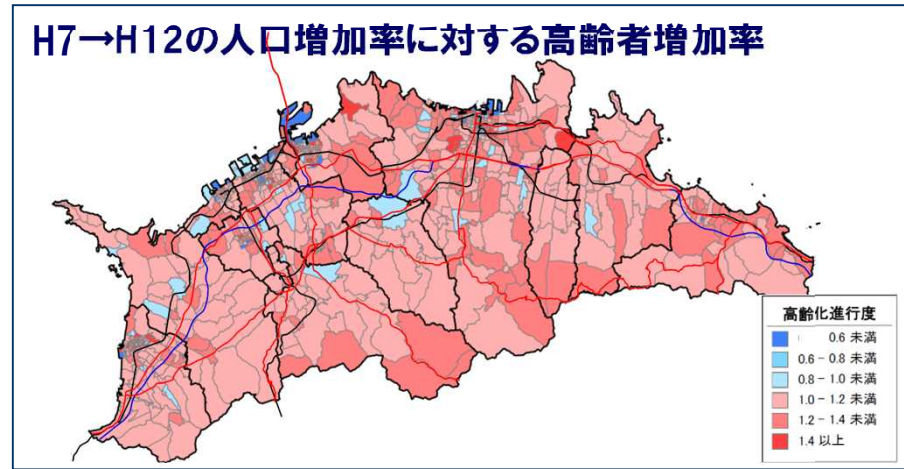 H7→H12の人口増加率に対する高齢者増加率
高齢化進行度
0.6 未満
0.6 − 0.8 未満
0.8 − 1.0 未満
1.0 − 1.2 未満
1.2 − 1.4 未満
1.4 以上